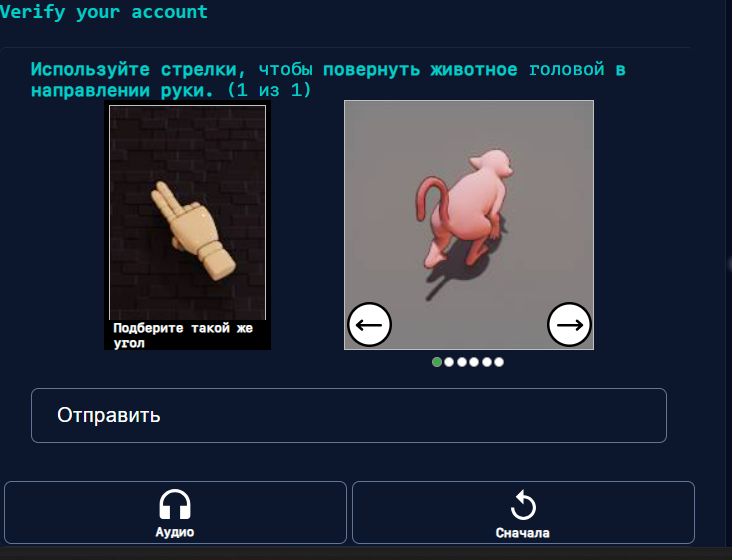 Verify your account
Используйте стрелки, чтобы повернуть животное головой в
направлении руки. (1 из 1)
Подберите такой же
угол
Отправить
Аудио
Сначала